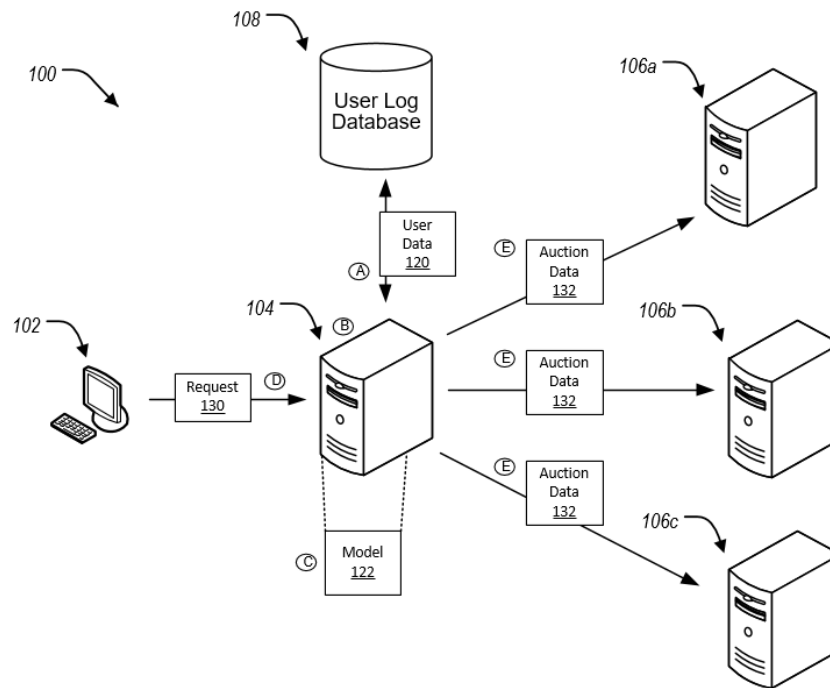 108
100
User Log
Database
106a
User
Data
120
A
E
Auction
Data
132
104
B
102
106b
Request
130
D
E
Auction
Data
132
E
Auction
Data
132
106c
C
Model
122